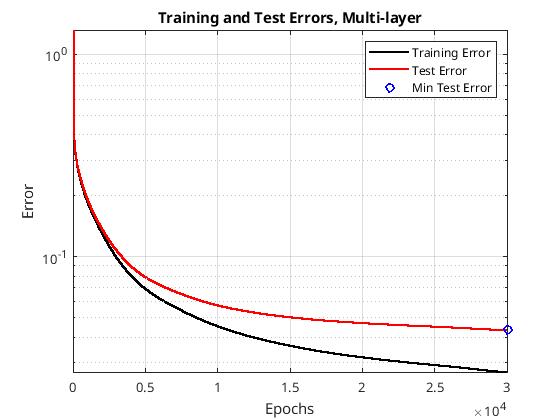 Training and Test Errors, Multi-layer
10^0
Training Error
Test Error
Min Test Error
Error
10^-1
0 0.5 1 1.5 2 2.5 3
Epochs
×10^4